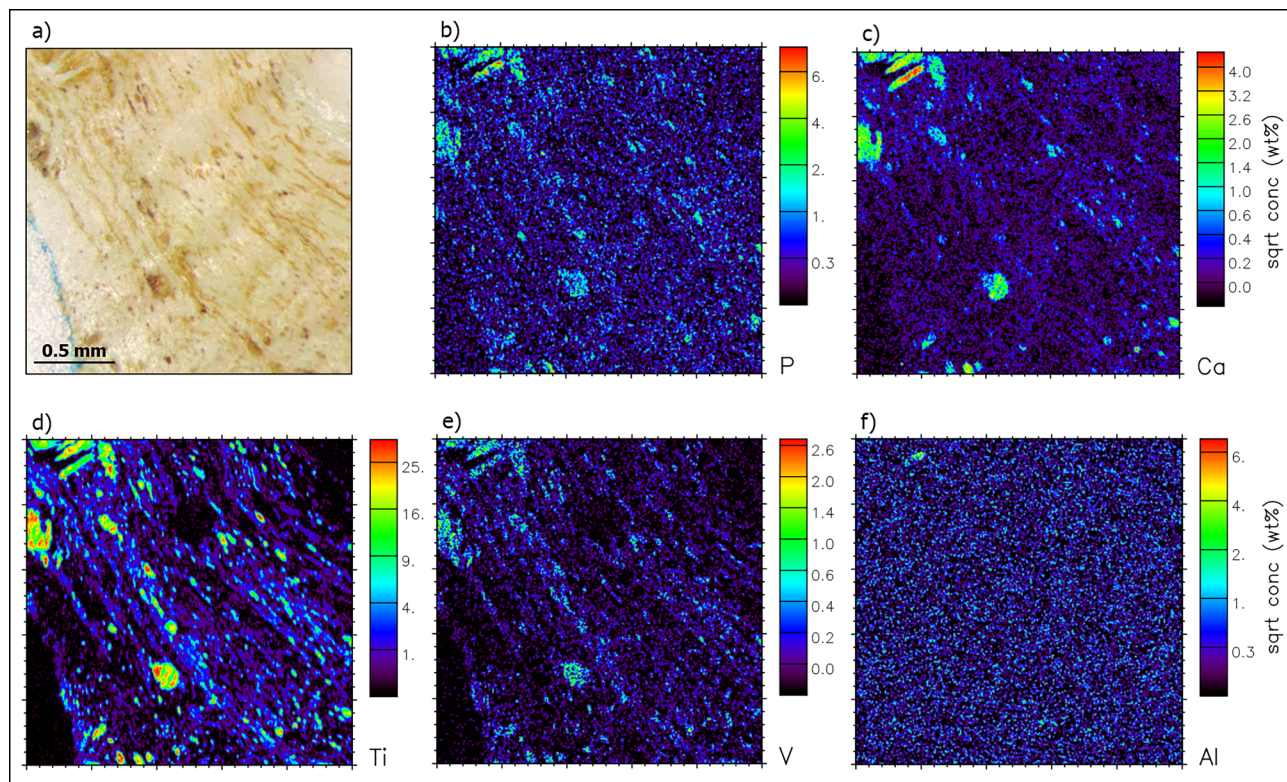 a)
0.5 mm
b)
6.
4.
2
1.
0.3
P
c)
4.0
3.2
2.6
2.0
1.4
1.0
0.6
0.4
0.2
0.0
sqrt conc (wt%)
Ca
d)
25.
16.
9.
4.
1.
Ti
e)
2.6
2.0
1.4
1.0
0.6
0.4
0.2
0.0
V
f)
6.
4.
2.
1.
0.3
sqrt conc (wt%)
Al